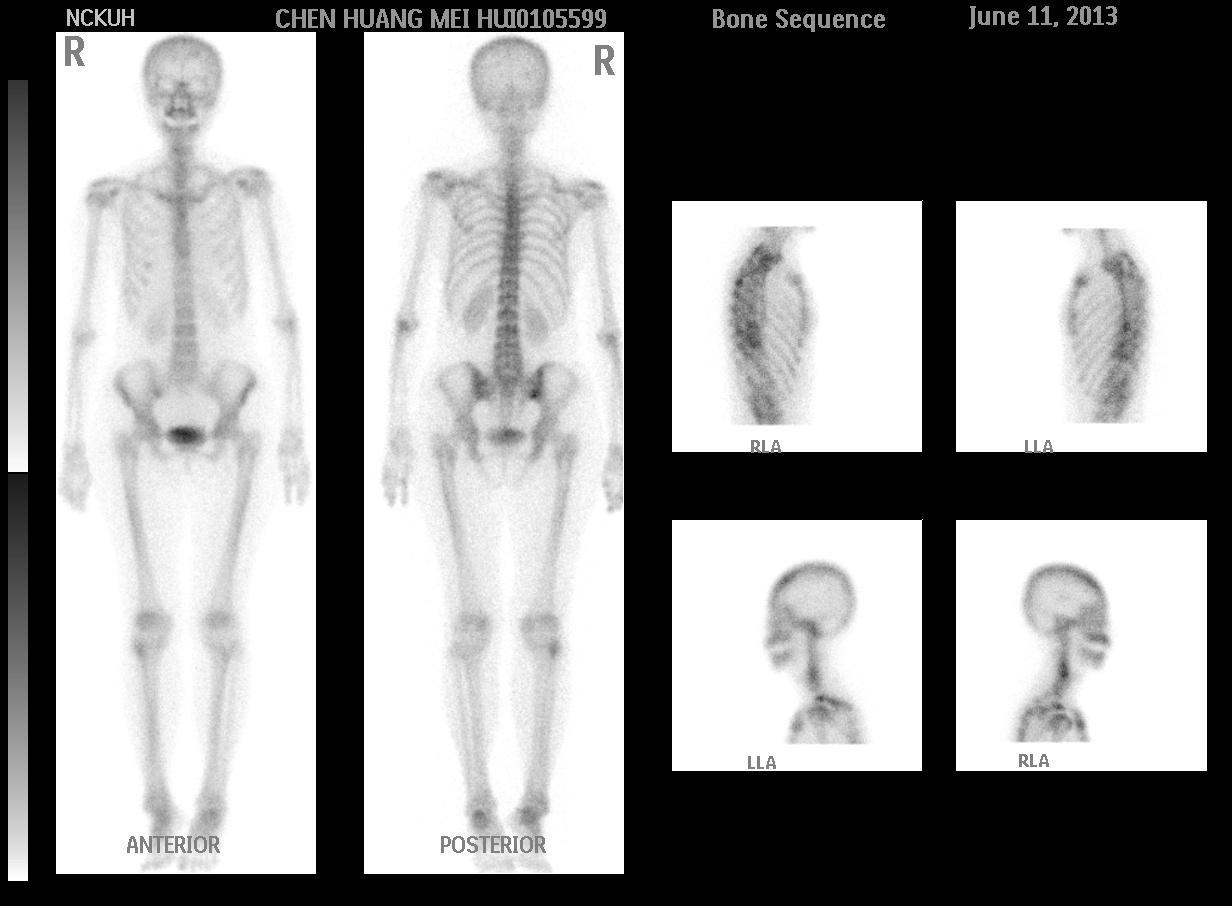 NCKUH CHEN HUANG MEI HUI0105599 Bone Sequence June 11, 2013
R R
RLA LLA
LLA RLA
ANTERIOR POSTERIOR